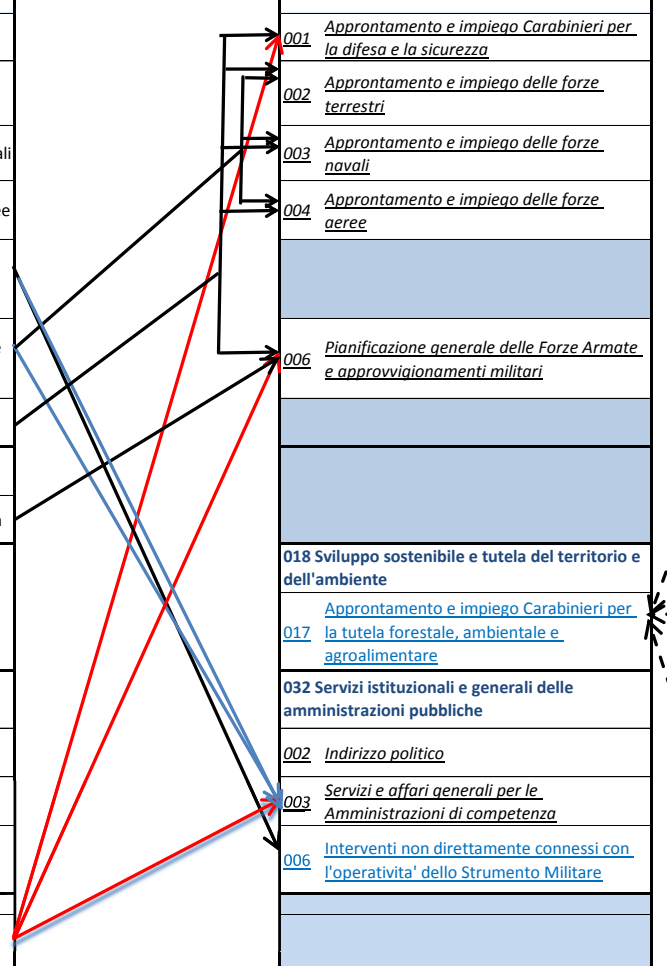 001 Approntamento e impiego Carabinieri per
la difesa e la sicurezza
002 Approntamento e impiego delle forze
terrestri
ali
003 Approntamento e impiego delle forze
navali
ee
004 Approntamento e impiego delle forze
aeree
e
006 Pianificazione generale delle Forze Armate
e approvvigionamenti militari
018 Sviluppo sostenibile e tutela del territorio e
dell'ambiente
017 Approntamento e impiego Carabinieri per
la tutela forestale, ambientale e
agroalimentare
032 Servizi istituzionali e generali delle
amministrazioni pubbliche
002 Indirizzo politico
003 Servizi e affari generali per le
Amministrazioni di competenza
006 Interventi non direttamente connessi con
l'operativita' dello Strumento Militare